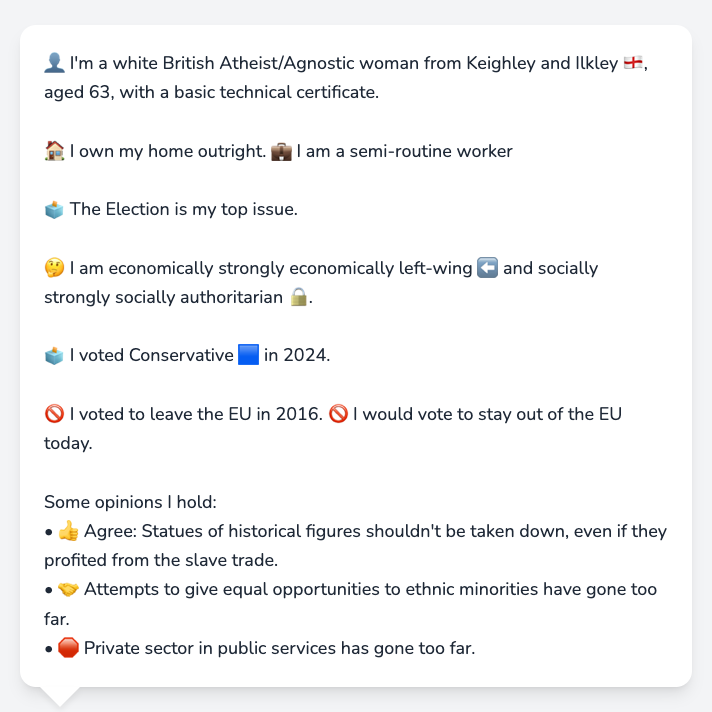 👤 I'm a white British Atheist/Agnostic woman from Keighley and Ilkley 🏴󠁧󠁢󠁥󠁮󠁧󠁿,
aged 63, with a basic technical certificate.
🏠 I own my home outright. 💼 I am a semi-routine worker
🗳️ The Election is my top issue.
🤔 I am economically strongly economically left-wing ⬅️ and socially
strongly socially authoritarian 🔒.
🗳️ I voted Conservative 🟦 in 2024.
🚫 I voted to leave the EU in 2016. 🚫 I would vote to stay out of the EU
today.
Some opinions I hold:
• 👍 Agree: Statues of historical figures shouldn't be taken down, even if they
profited from the slave trade.
• 🤝 Attempts to give equal opportunities to ethnic minorities have gone too
far.
• 🛑 Private sector in public services has gone too far.